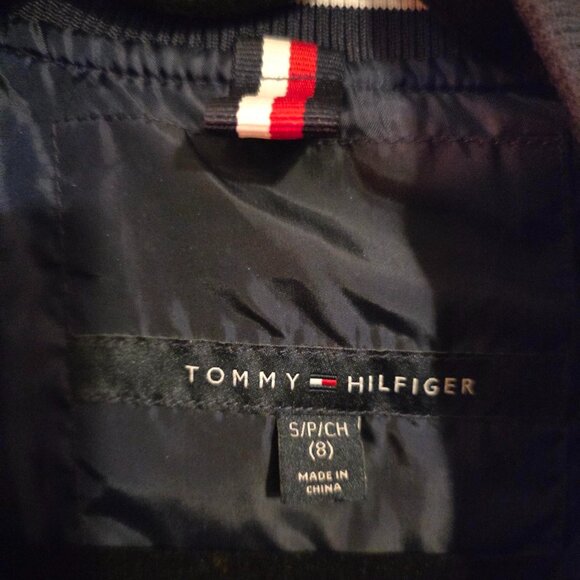 TOMMY HILFIGER
S/P/CH
(8)
MADE IN
CHINA